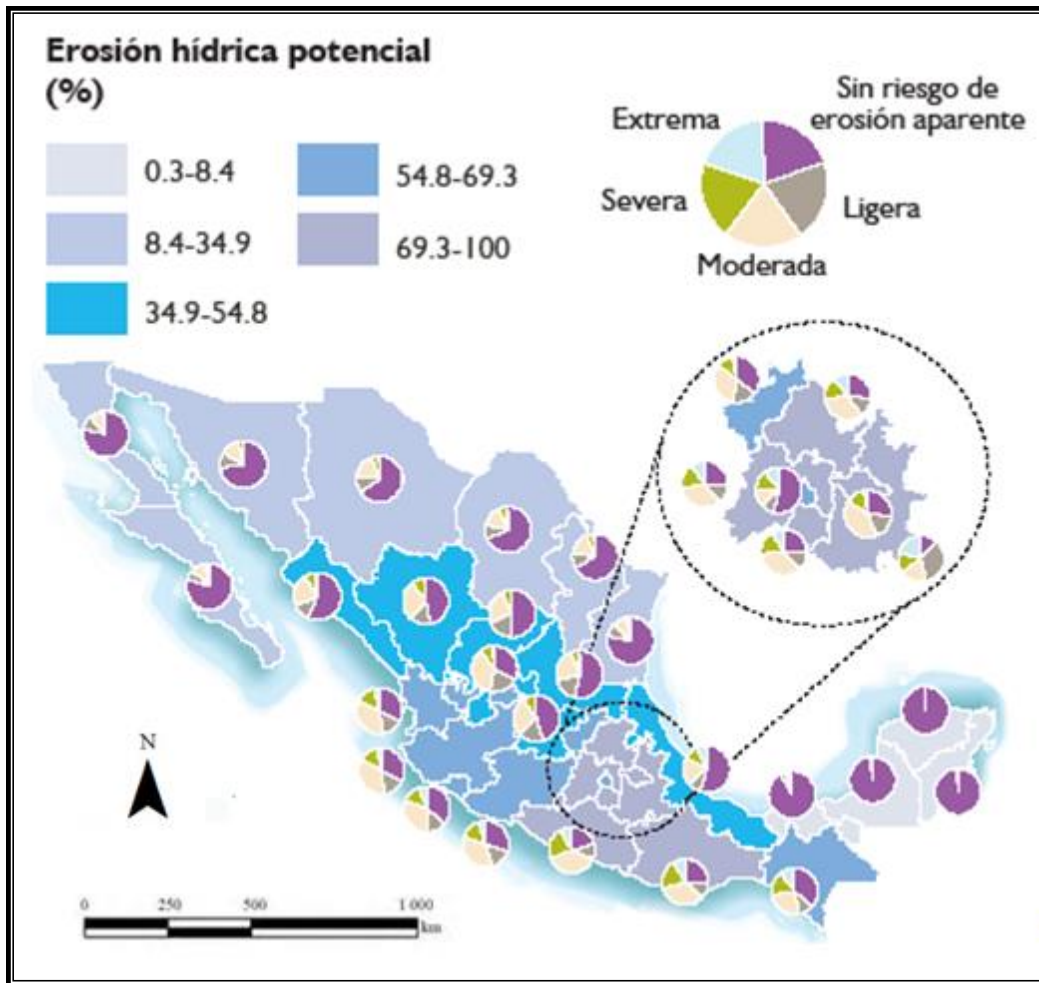 Erosión hídrica potencial
(%)
0.3-8.4
8.4-34.9
34.9-54.8
54.8-69.3
69.3-100
Sin riesgo de
erosión aparente
Extrema
Severa
Ligera
Moderada
N
0
250
500
1 000
km